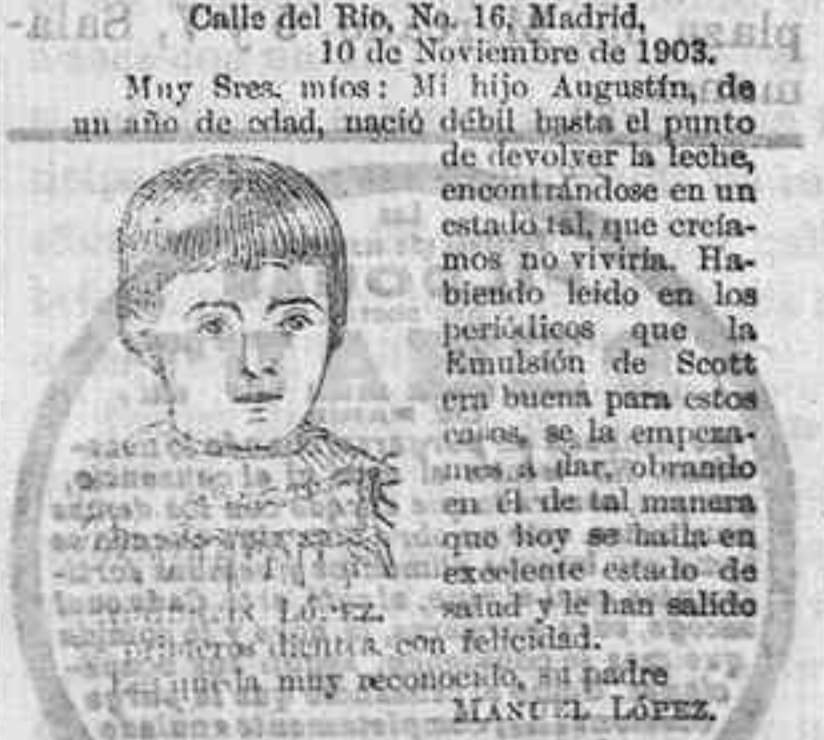 Calle del Río, No. 16, Madrid,
10 de Noviembre de 1903.
Muy Sres. míos: Mi hijo Augustín, de
un año de edad, nació débil hasta el punto
de devolver la leche,
encontrándose en un
estado tal, que creía-
mos no viviría. Ha-
biendo leido en los
periódicos que la
Emulsión de Scott
era buena para estos
casos, se la empeza-
mos á dar, obrando
en él de tal manera
que hoy se halla en
excelente estado de
salud y le han salido
LÓPEZ.
primeros dientes con felicidad.
queda muy reconocido, su padre
MANUEL LÓPEZ.